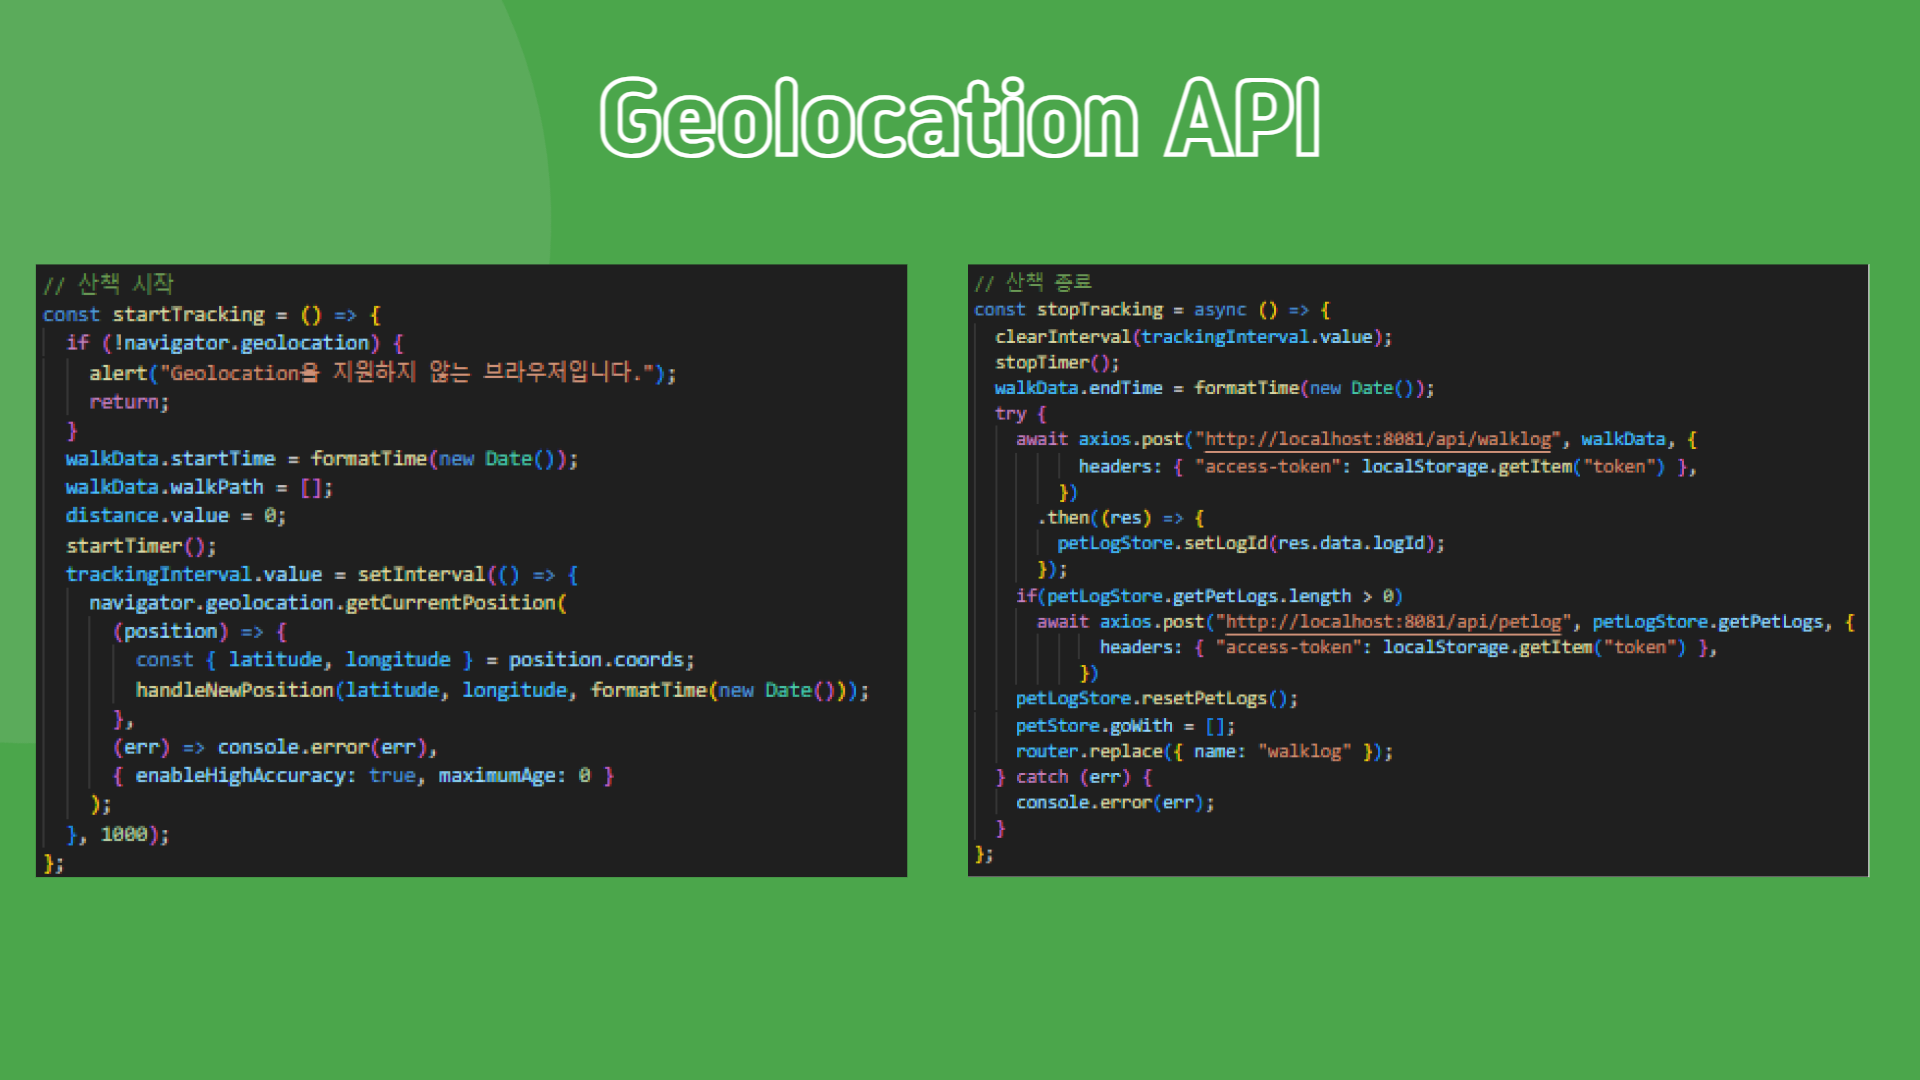 Geolocation API
// 산책 시작
const startTracking = () => {
if (!navigator.geolocation) {
alert("Geolocation을 지원하지 않는 브라우저입니다.");
return;
}
walkData.startTime = formatTime(new Date());
walkData.walkPath = [];
distance.value = 0;
startTimer();
trackingInterval.value = setInterval(() => {
navigator.geolocation.getCurrentPosition(
(position) => {
const { latitude, longitude } = position.coords;
handleNewPosition(latitude, longitude, formatTime(new Date()));
},
(err) => console.error(err),
{ enableHighAccuracy: true, maximumAge: 0 }
);
}, 1000);
};
// 산책 종료
const stopTracking = async () => {
clearInterval(trackingInterval.value);
stopTimer();
walkData.endTime = formatTime(new Date());
try {
await axios.post("http://localhost:8081/api/walklog", walkData, {
headers: { "access-token": localStorage.getItem("token") },
})
.then((res) => {
petLogStore.setLogId(res.data.logId);
});
if(petLogStore.getPetLogs.length > 0)
await axios.post("http://localhost:8081/api/petlog", petLogStore.getPetLogs, {
headers: { "access-token": localStorage.getItem("token") },
})
petLogStore.resetPetLogs();
petStore.goWith = [];
router.replace({ name: "walklog" });
} catch (err) {
console.error(err);
}
};